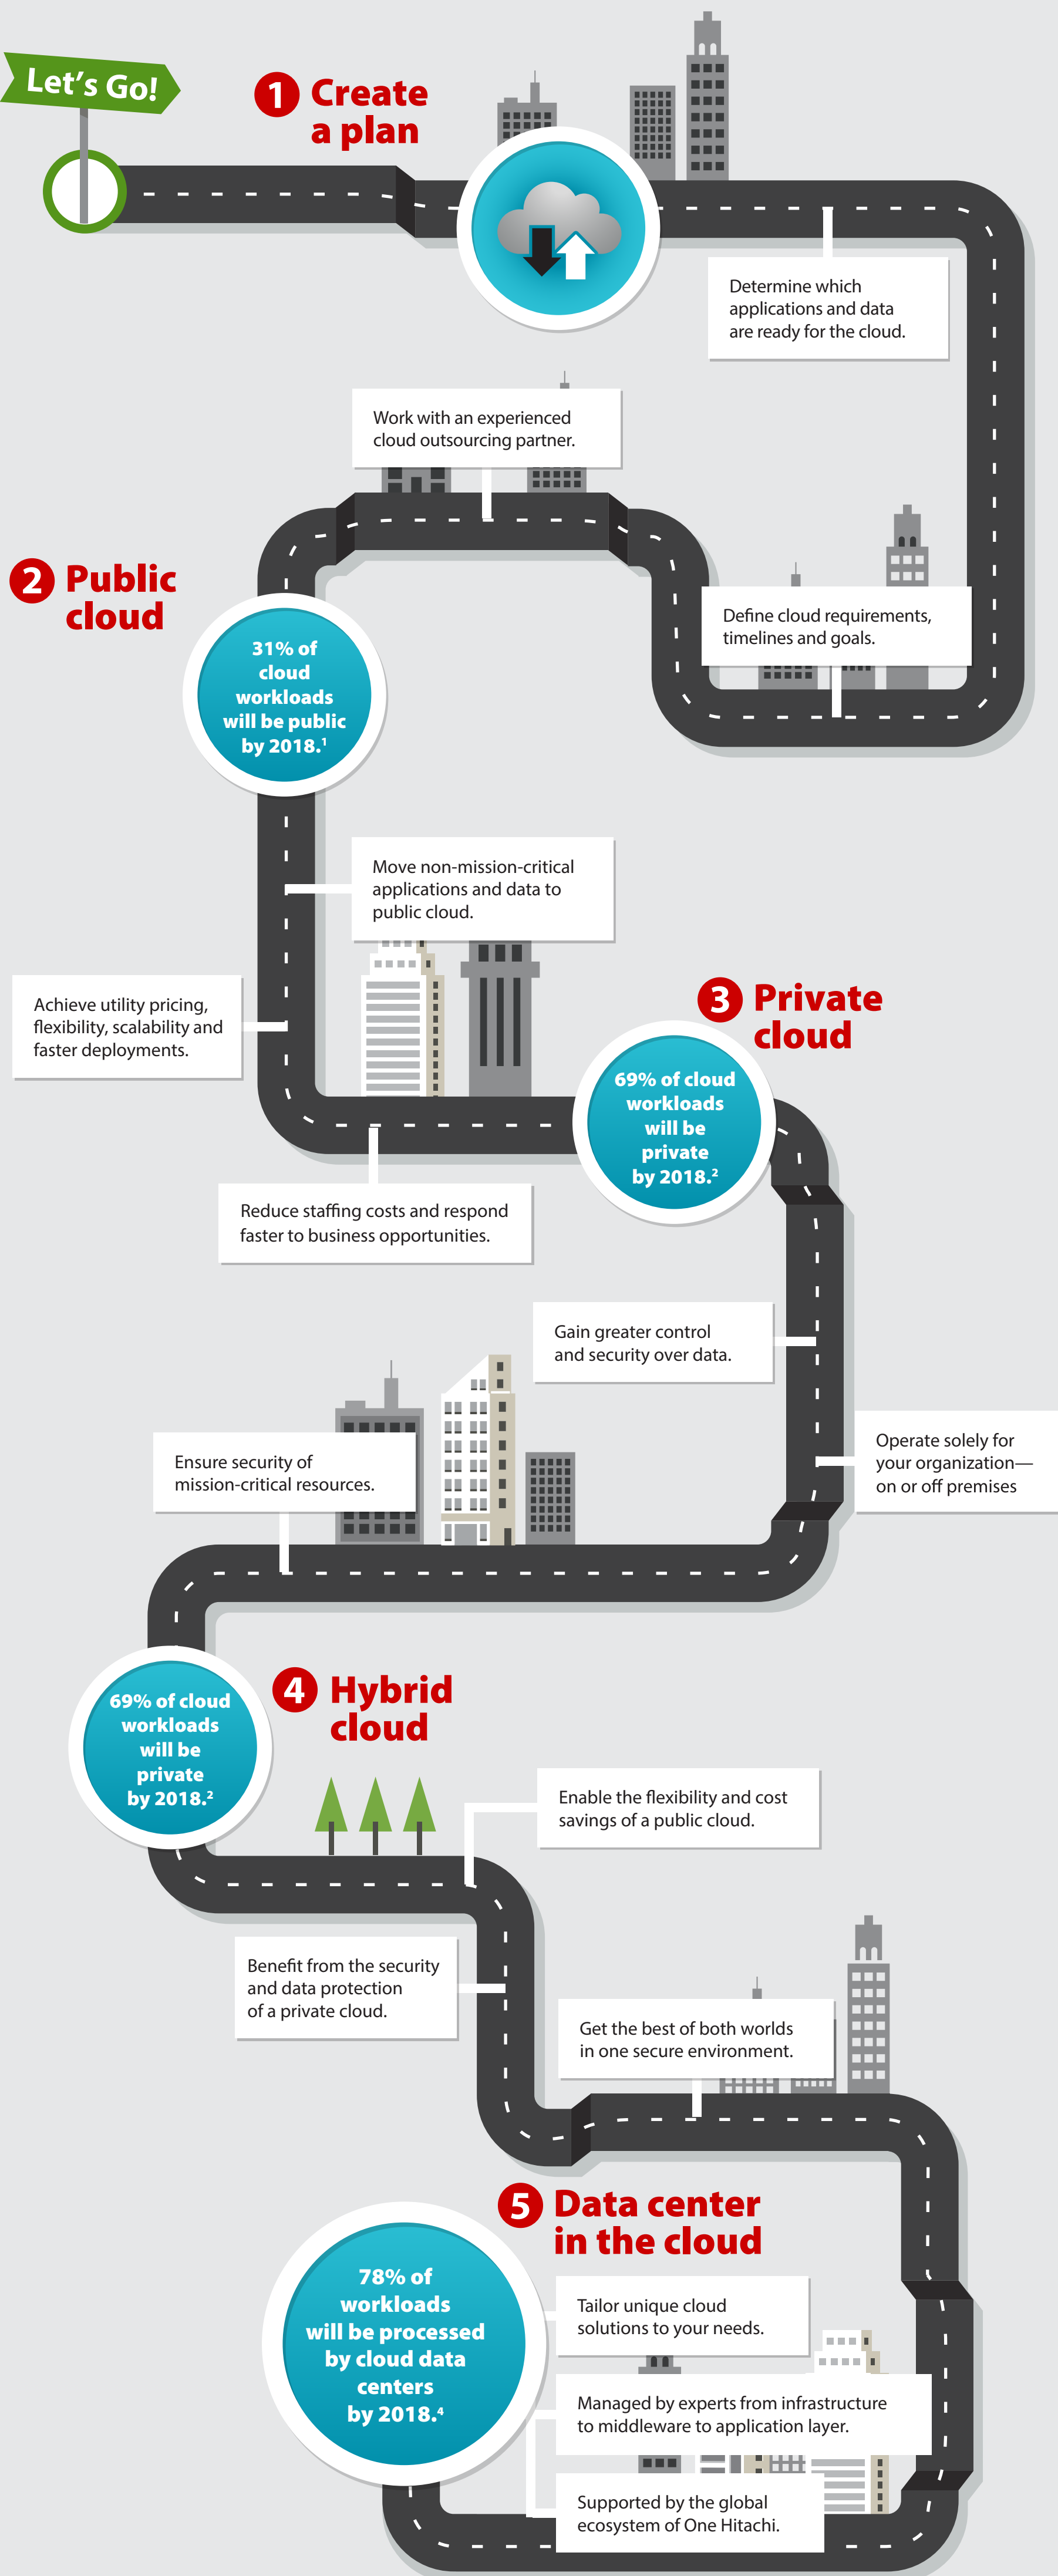 Let's Go!
1 Create
a plan
Determine which
applications and data
are ready for the cloud.
Work with an experienced
cloud outsourcing partner.
Define cloud requirements,
timelines and goals.
2 Public
cloud
31% of
cloud
workloads
will be public
by 2018.¹
Move non-mission-critical
applications and data to
public cloud.
Achieve utility pricing,
flexibility, scalability and
faster deployments.
Reduce staffing costs and respond
faster to business opportunities.
3 Private
cloud
69% of cloud
workloads
will be
private
by 2018.²
Gain greater control
and security over data.
Operate solely for
your organization—
on or off premises
Ensure security of
mission-critical resources.
4 Hybrid
cloud
69% of cloud
workloads
will be
private
by 2018.²
Enable the flexibility and cost
savings of a public cloud.
Benefit from the security
and data protection
of a private cloud.
Get the best of both worlds
in one secure environment.
5 Data center
in the cloud
78% of
workloads
will be processed
by cloud data
centers
by 2018.⁴
Tailor unique cloud
solutions to your needs.
Managed by experts from infrastructure
to middleware to application layer.
Supported by the global
ecosystem of One Hitachi.